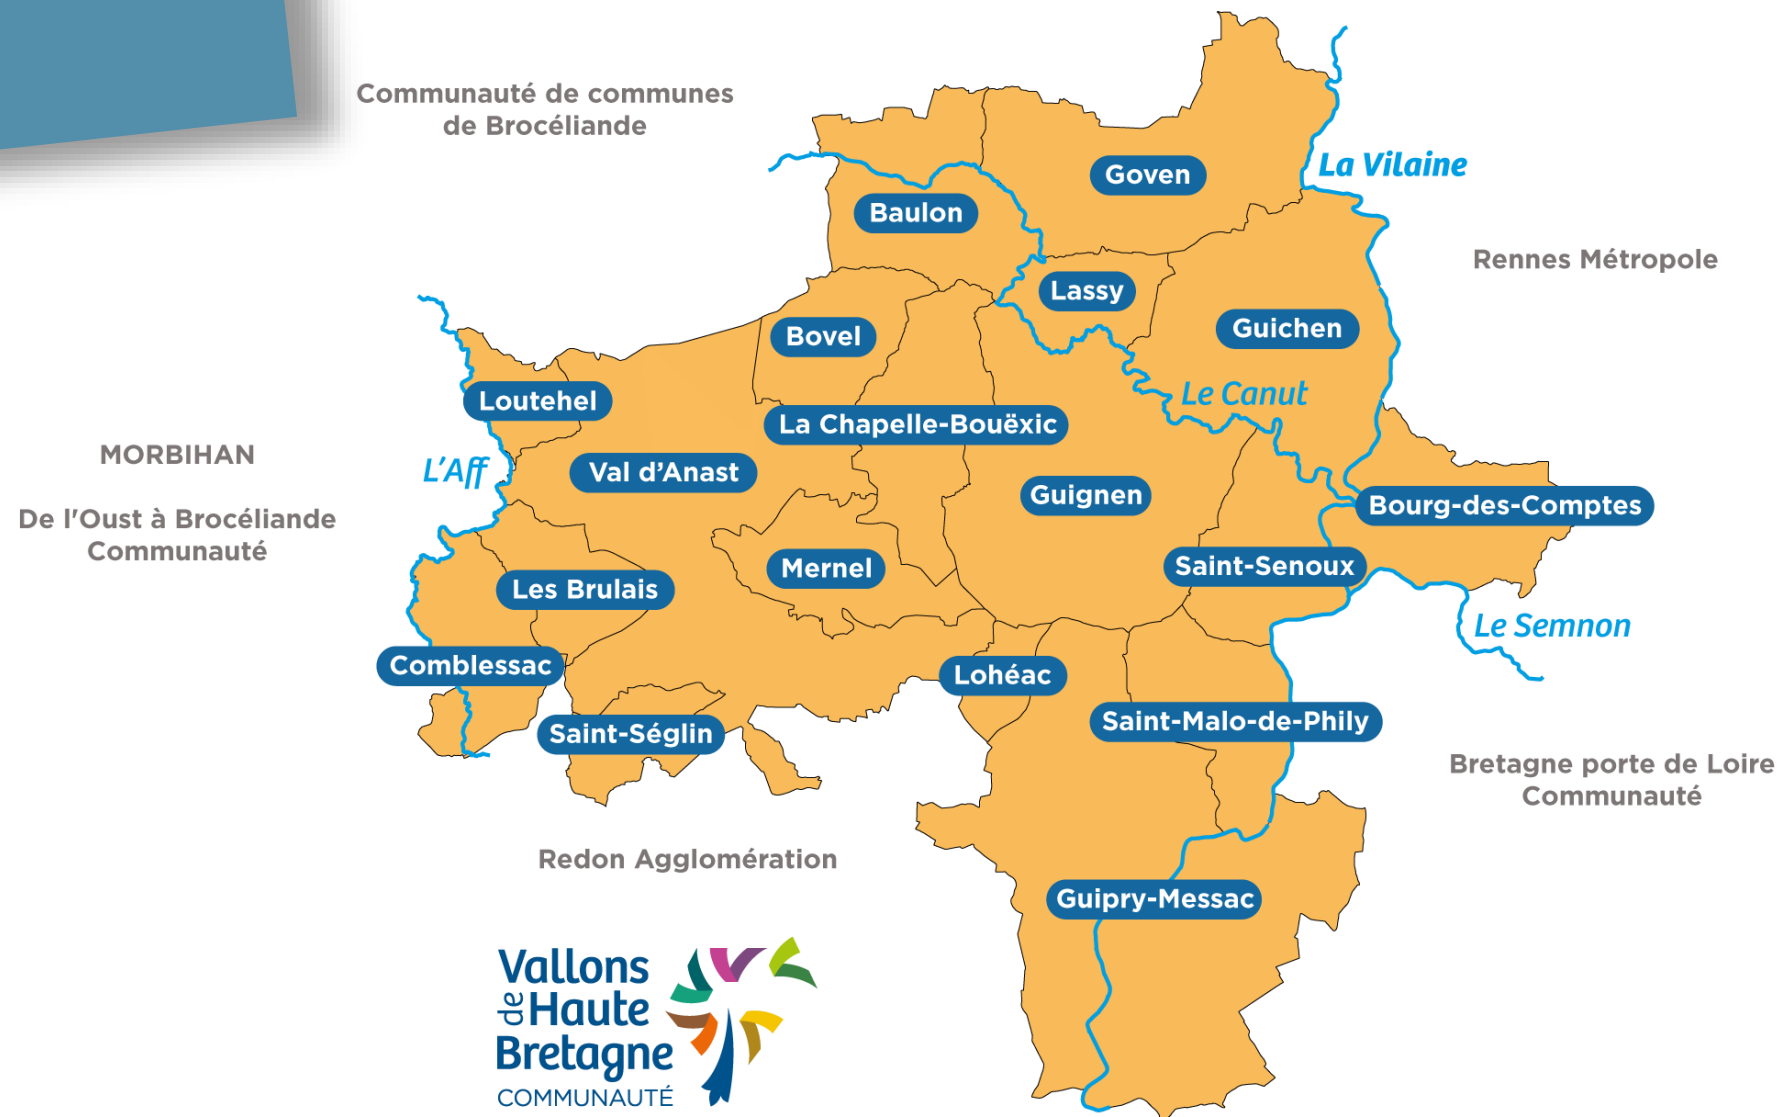 Communauté de communes
de Brocéliande
Goven
La Vilaine
Baulon
Rennes Métropole
Lassy
Guichen
Bovel
Le Canut
Loutehel
La Chapelle-Bouëxic
MORBIHAN
L'Aff
Val d'Anast
Guignen
Bourg-des-Comptes
De l'Oust à Brocéliande
Communauté
Mernel
Saint-Senoux
Les Brulais
Le Semnon
Comblessac
Lohéac
Saint-Malo-de-Phily
Saint-Séglin
Bretagne porte de Loire
Communauté
Redon Agglomération
Guipry-Messac
Vallons
de Haute
Bretagne
COMMUNAUTÉ